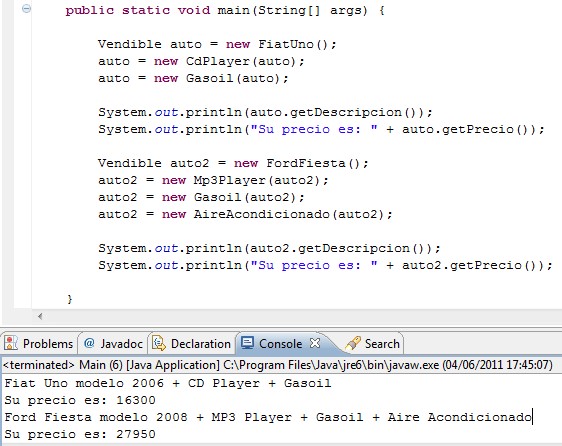 public static void main(String[] args) {
Vendible auto = new FiatUno();
auto = new CdPlayer(auto);
auto = new Gasoil(auto);
System.out.println(auto.getDescripcion());
System.out.println("Su precio es: " + auto.getPrecio());
Vendible auto2 = new FordFiesta();
auto2 = new Mp3Player(auto2);
auto2 = new Gasoil(auto2);
auto2 = new AireAcondicionado(auto2);
System.out.println(auto2.getDescripcion());
System.out.println("Su precio es: " + auto2.getPrecio());
}
Problems @ Javadoc Declaration Console Search
<terminated> Main (6) [Java Application] C:\Program Files\Java\jre6\bin\javaw.exe (04/06/2011 17:45:07)
Fiat Uno modelo 2006 + CD Player + Gasoil
Su precio es: 16300
Ford Fiesta modelo 2008 + MP3 Player + Gasoil + Aire Acondicionado
Su precio es: 27950